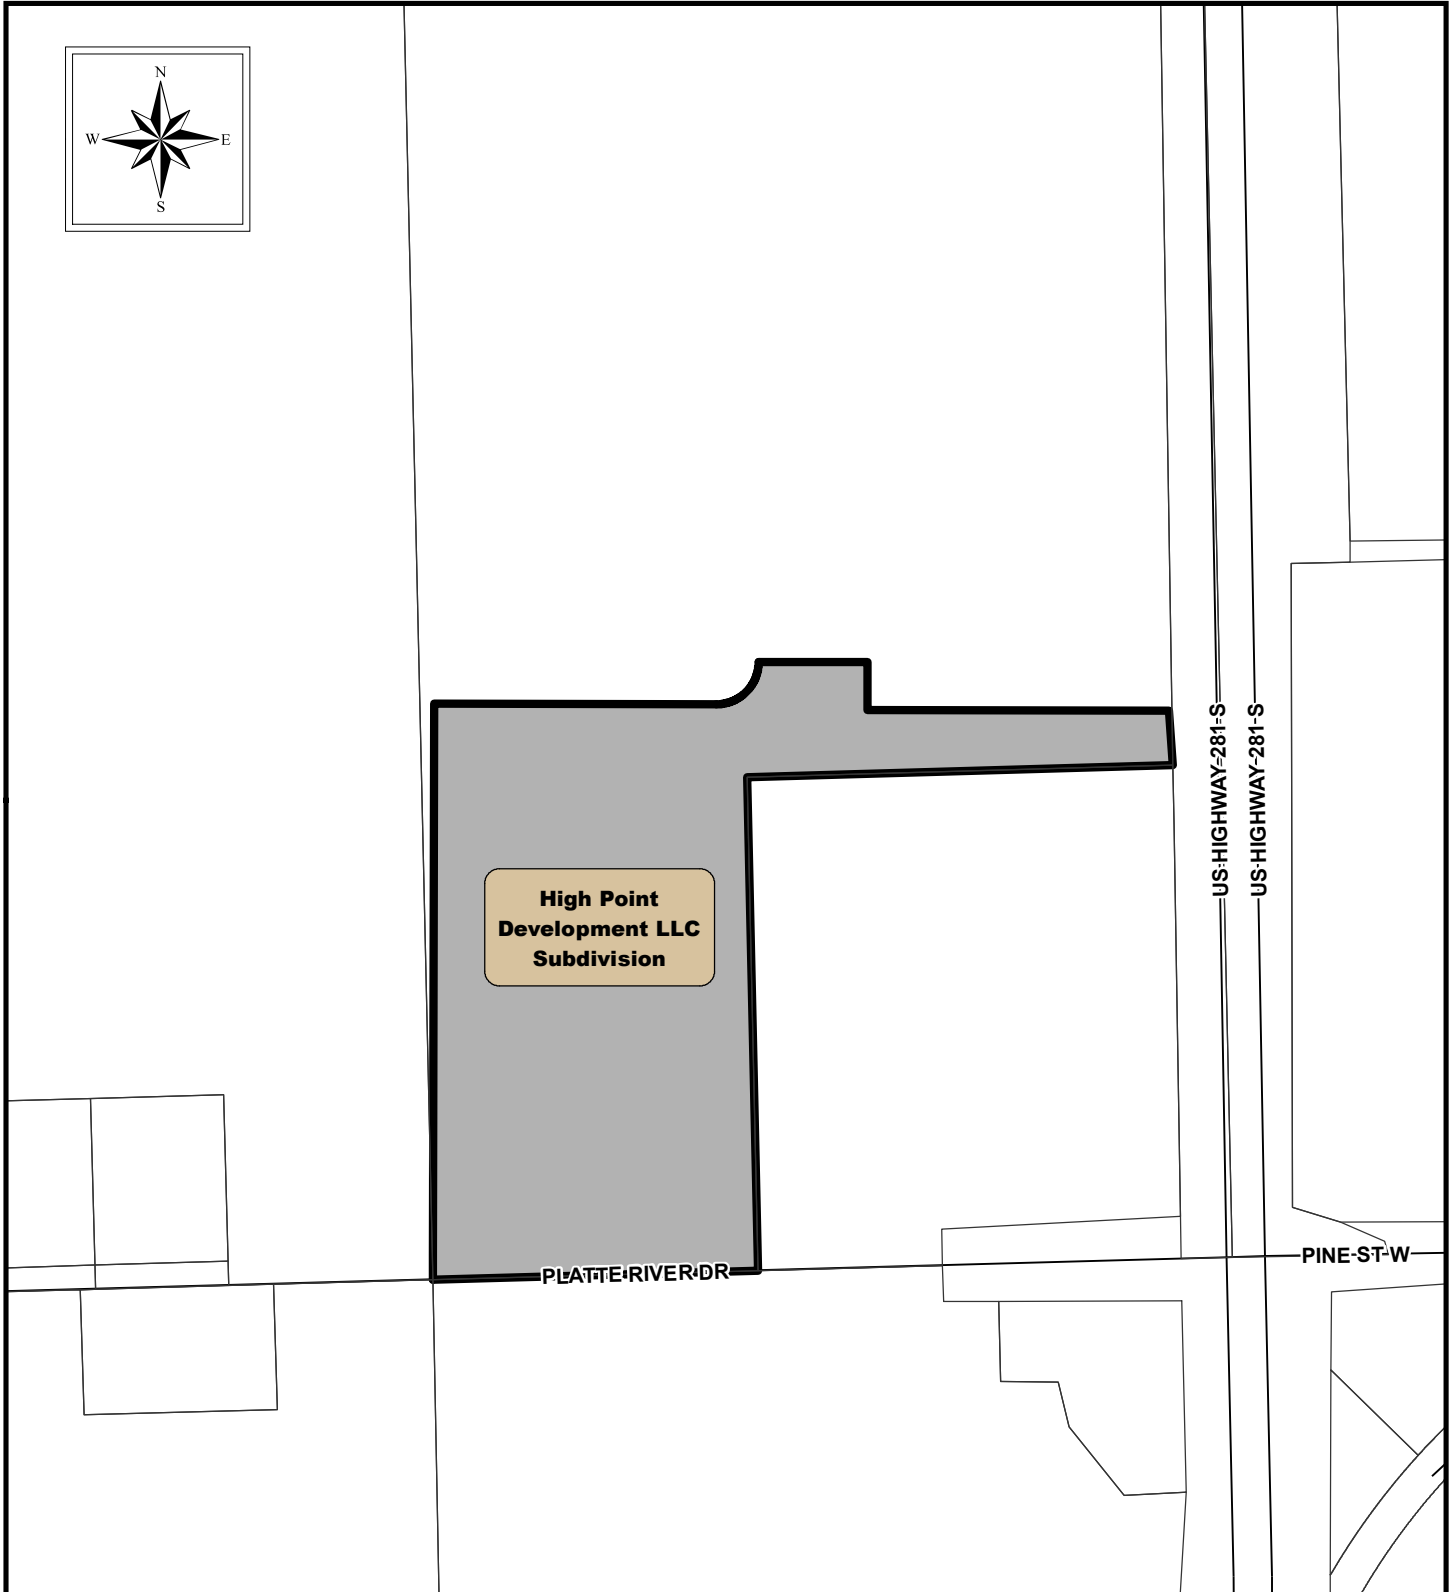 N
W
E
S
US HIGHWAY 281 S
US HIGHWAY 281 S
High Point
Development LLC
Subdivision
PINE ST W
PLATTE RIVER DR